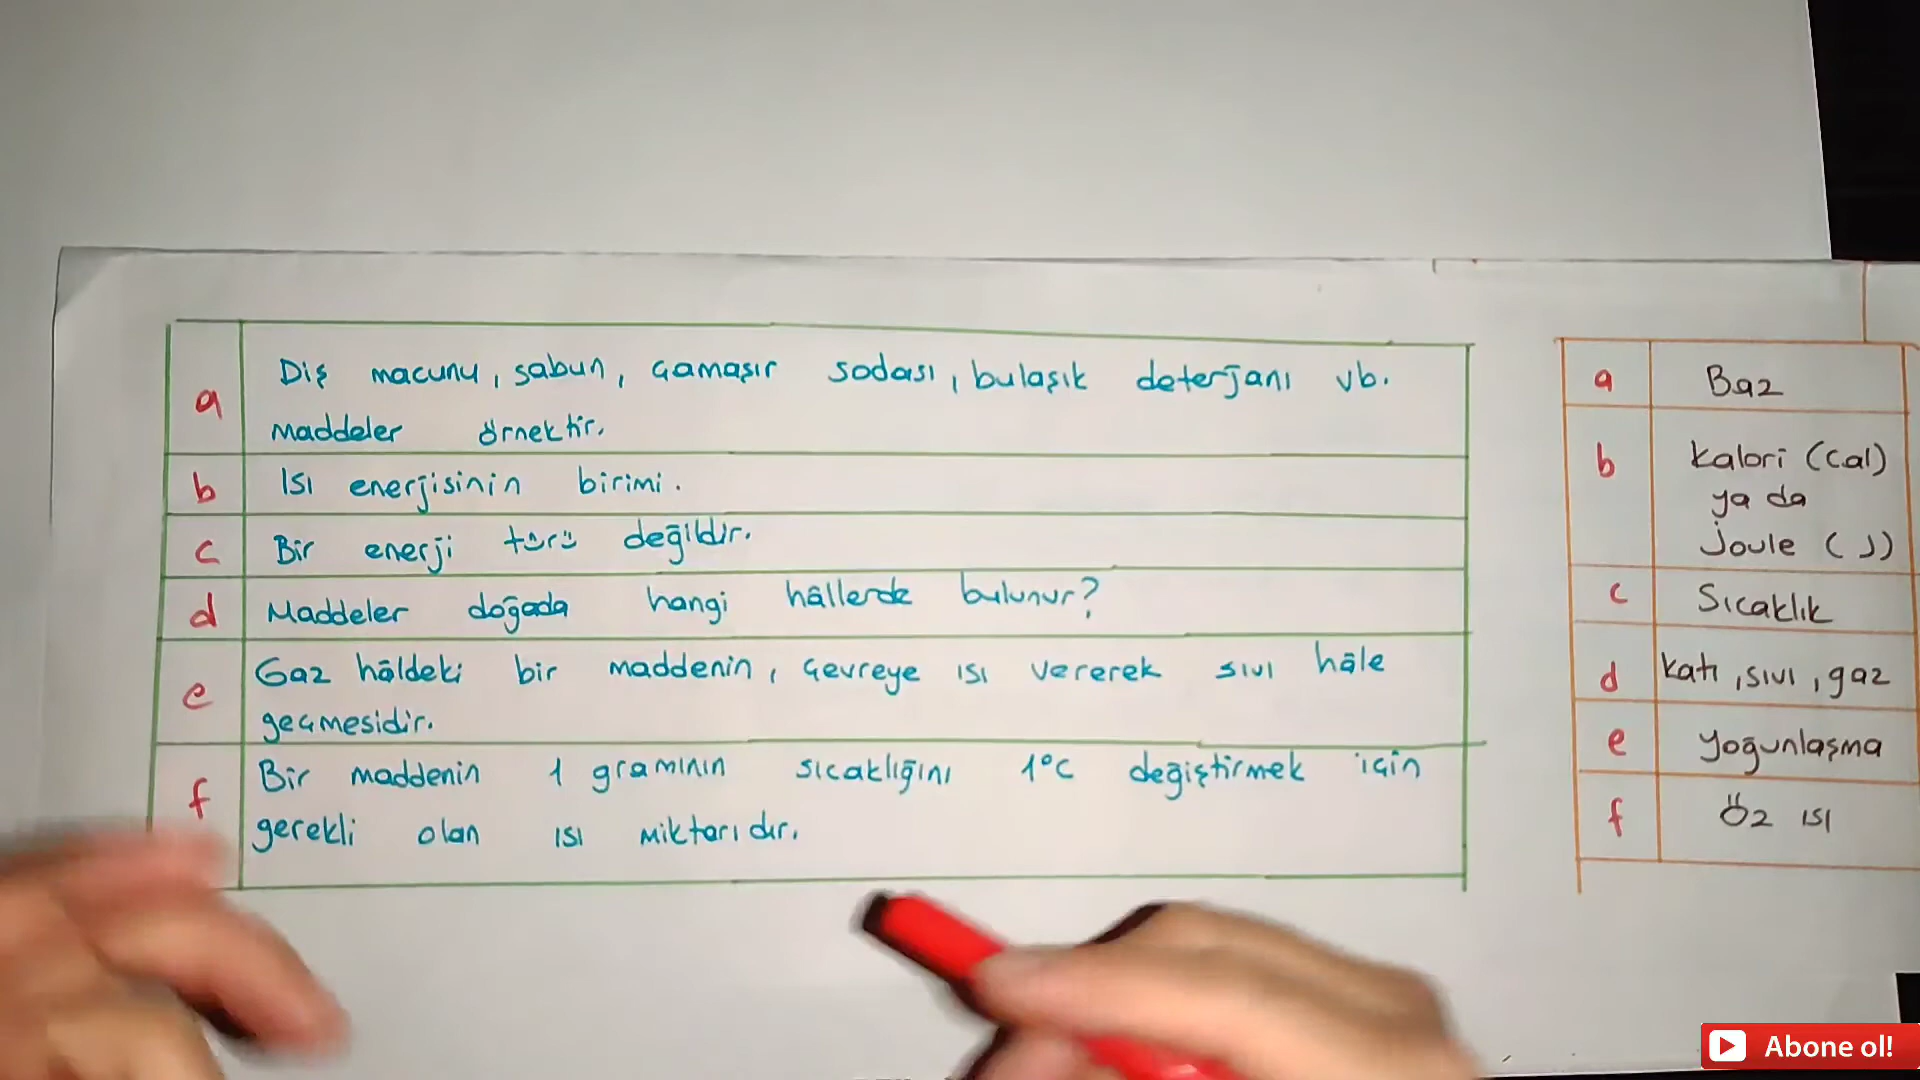 a
Diş macunu, sabun, çamaşır sodası, bulaşık deterjanı vb.
maddeler örnektir.
b
Isı enerjisinin birimi.
c
Bir enerji türü değildir.
d
Maddeler doğada hangi hâllerde bulunur?
e
Gaz hâldeki bir maddenin, çevreye ısı vererek sıvı hâle
geçmesidir.
f
Bir maddenin 1 gramının sıcaklığını 1°C değiştirmek için
gerekli olan ısı miktarıdır.
a
Baz
b
kalori (cal)
ya da
Joule (J)
c
Sıcaklık
d
katı, sıvı, gaz
e
yoğunlaşma
f
Öz ısı
Abone ol!